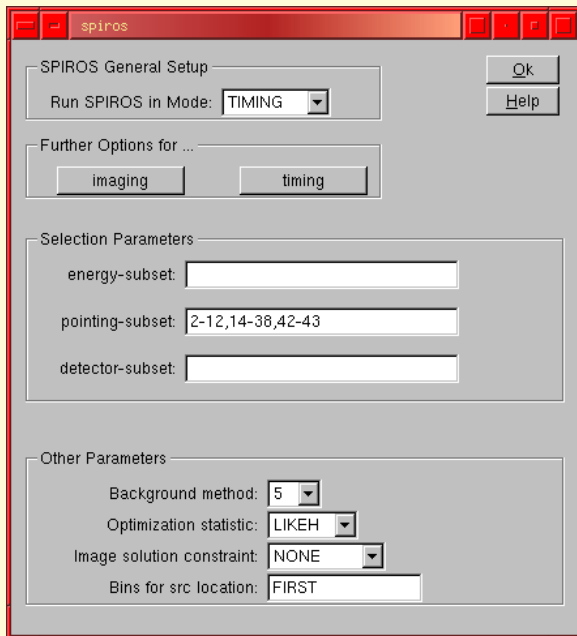 spiros
SPIROS General Setup
Run SPIROS in Mode: TIMING
Ok
Help
Further Options for ...
imaging timing
Selection Parameters
energy-subset:
pointing-subset: 2-12,14-38,42-43
detector-subset:
Other Parameters
Background method: 5
Optimization statistic: LIKEH
Image solution constraint: NONE
Bins for src location: FIRST